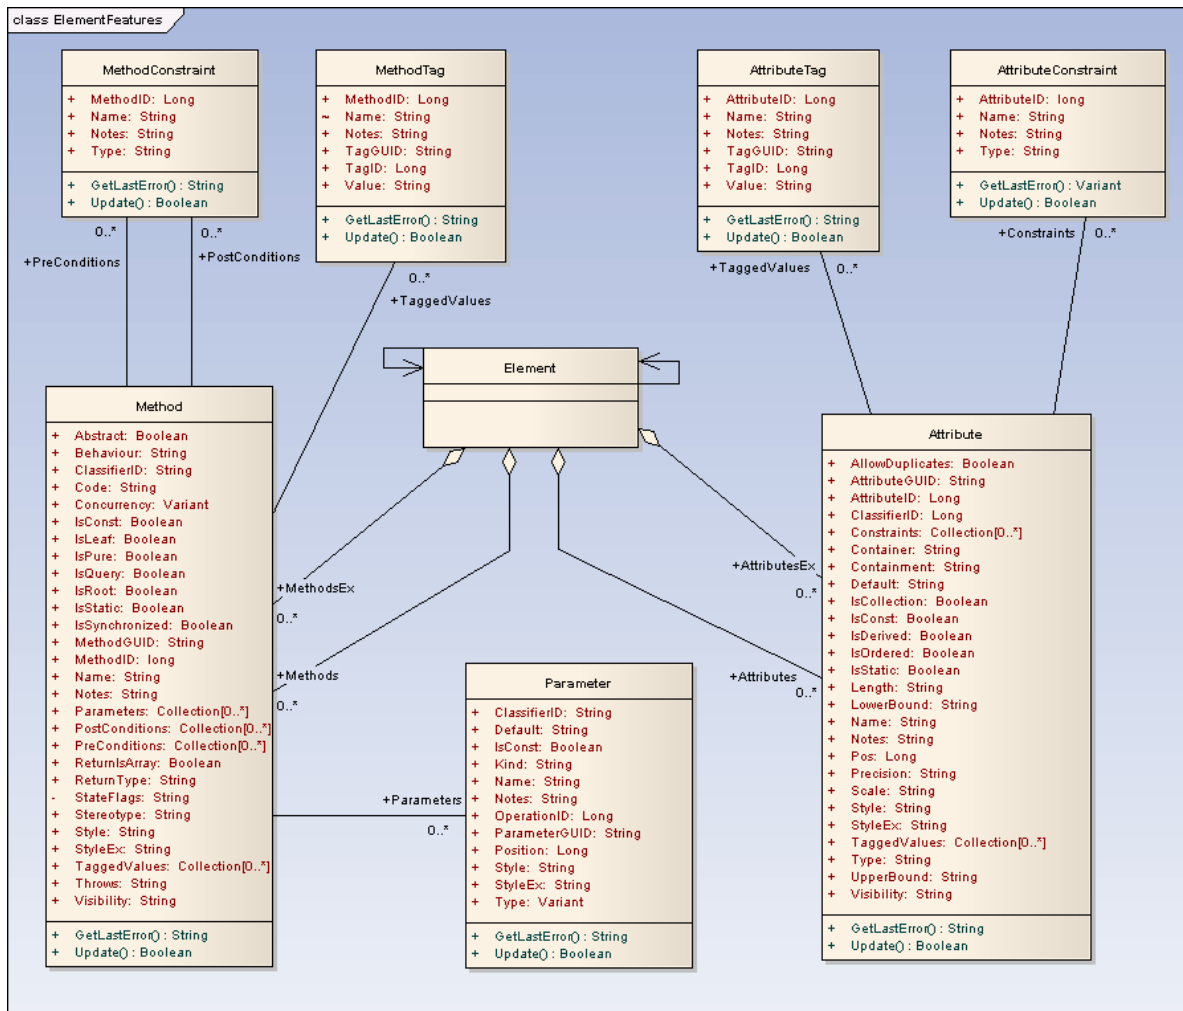 class ElementFeatures
MethodConstraint
+ MethodID: Long
+ Name: String
+ Notes: String
+ Type: String
+ GetLastError() : String
+ Update() : Boolean
MethodTag
+ MethodID: Long
~ Name: String
+ Notes: String
+ TagGUID: String
+ TagID: Long
+ Value: String
+ GetLastError() : String
+ Update() : Boolean
AttributeTag
+ AttributeID: Long
+ Name: String
+ Notes: String
+ TagGUID: String
+ TagID: Long
+ Value: String
+ GetLastError() : String
+ Update() : Boolean
AttributeConstraint
+ AttributeID: long
+ Name: String
+ Notes: String
+ Type: String
+ GetLastError() : Variant
+ Update() : Boolean
0..*
+PreConditions
0..*
+PostConditions
0..*
+TaggedValues
+TaggedValues
0..*
+Constraints
0..*
Element
Method
+ Abstract: Boolean
+ Behaviour: String
+ ClassifierID: String
+ Code: String
+ Concurrency: Variant
+ IsConst: Boolean
+ IsLeaf: Boolean
+ IsPure: Boolean
+ IsQuery: Boolean
+ IsRoot: Boolean
+ IsStatic: Boolean
+ IsSynchronized: Boolean
+ MethodGUID: String
+ MethodID: long
+ Name: String
+ Notes: String
+ Parameters: Collection[0..*]
+ PostConditions: Collection[0..*]
+ PreConditions: Collection[0..*]
+ ReturnIsArray: Boolean
+ ReturnType: String
- StateFlags: String
+ Stereotype: String
+ Style: String
+ StyleEx: String
+ TaggedValues: Collection[0..*]
+ Throws: String
+ Visibility: String
+ GetLastError() : String
+ Update() : Boolean
+MethodsEx
0..*
+Methods
0..*
+AttributesEx
0..*
+Attributes
0..*
+Parameters
0..*
Parameter
+ ClassifierID: String
+ Default: String
+ IsConst: Boolean
+ Kind: String
+ Name: String
+ Notes: String
+ OperationID: Long
+ ParameterGUID: String
+ Position: Long
+ Style: String
+ StyleEx: String
+ Type: Variant
+ GetLastError() : String
+ Update() : Boolean
Attribute
+ AllowDuplicates: Boolean
+ AttributeGUID: String
+ AttributeID: Long
+ ClassifierID: Long
+ Constraints: Collection[0..*]
+ Container: String
+ Containment: String
+ Default: String
+ IsCollection: Boolean
+ IsConst: Boolean
+ IsDerived: Boolean
+ IsOrdered: Boolean
+ IsStatic: Boolean
+ Length: String
+ LowerBound: String
+ Name: String
+ Notes: String
+ Pos: Long
+ Precision: String
+ Scale: String
+ Style: String
+ StyleEx: String
+ TaggedValues: Collection[0..*]
+ Type: String
+ UpperBound: String
+ Visibility: String
+ GetLastError() : String
+ Update() : Boolean